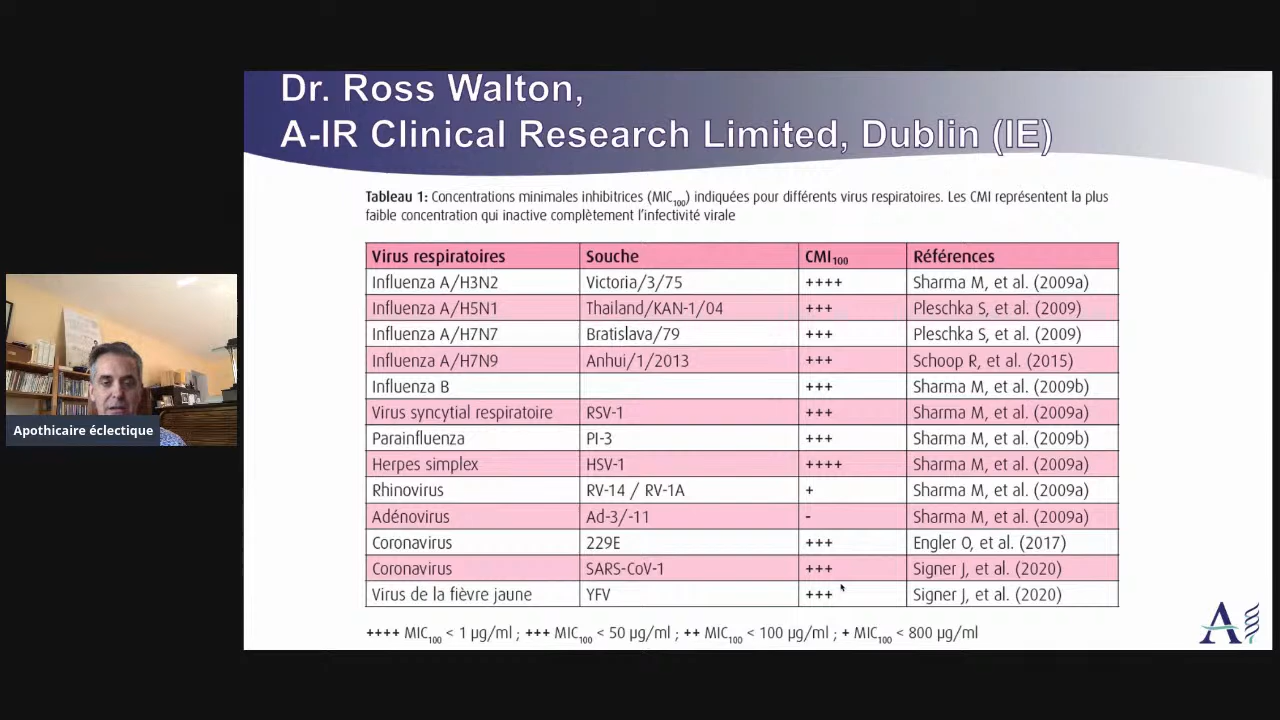 Dr. Ross Walton,
A-IR Clinical Research Limited, Dublin (IE)
Tableau 1: Concentrations minimales inhibitrices (MIC100) indiquées pour différents virus respiratoires. Les CMI représentent la plus
faible concentration qui inactive complètement l'infectivité virale
Virus respiratoires Souche CMI100 Références
Influenza A/H3N2 Victoria/3/75 ++++ Sharma M, et al. (2009a)
Influenza A/H5N1 Thailand/KAN-1/04 +++ Pleschka S, et al. (2009)
Influenza A/H7N7 Bratislava/79 +++ Pleschka S, et al. (2009)
Influenza A/H7N9 Anhui/1/2013 +++ Schoop R, et al. (2015)
Influenza B +++ Sharma M, et al. (2009b)
Virus syncytial respiratoire RSV-1 +++ Sharma M, et al. (2009a)
Parainfluenza PI-3 +++ Sharma M, et al. (2009b)
Herpes simplex HSV-1 ++++ Sharma M, et al. (2009a)
Rhinovirus RV-14 / RV-1A + Sharma M, et al. (2009a)
Adénovirus Ad-3/-11 - Sharma M, et al. (2009a)
Coronavirus 229E +++ Engler O, et al. (2017)
Coronavirus SARS-CoV-1 +++ Signer J, et al. (2020)
Virus de la fièvre jaune YFV +++ Signer J, et al. (2020)
++++ MIC100 < 1 µg/ml ; +++ MIC100 < 50 µg/ml ; ++ MIC100 < 100 µg/ml ; + MIC100 < 800 µg/ml
A
Apothicaire éclectique